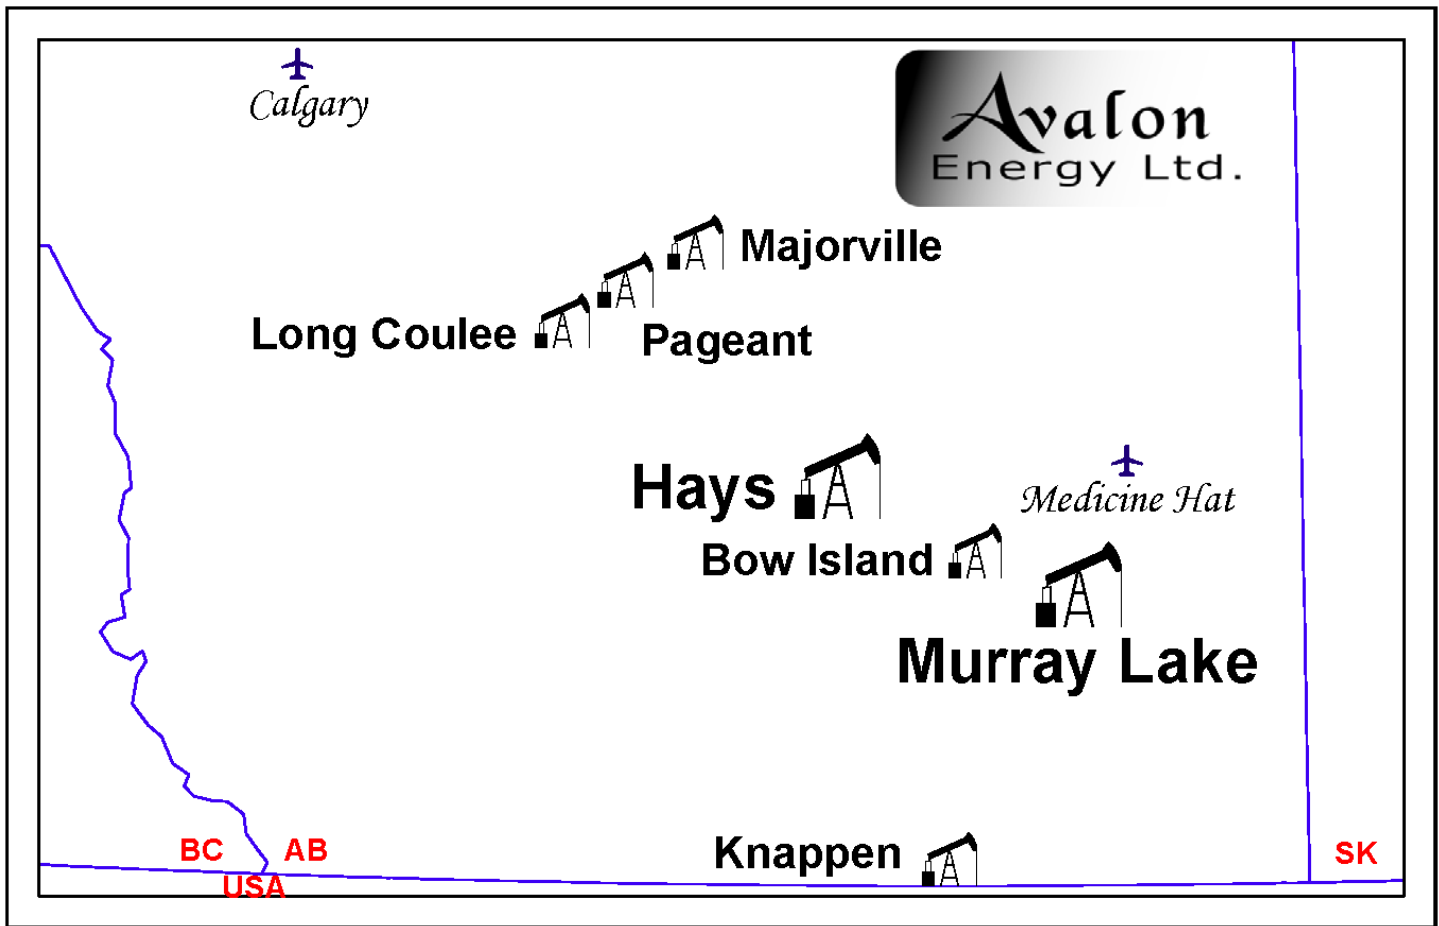 Calgary
Avalon
Energy Ltd.
Majorville
Long Coulee
Pageant
Hays
Medicine Hat
Bow Island
Murray Lake
Knappen
BC
AB
SK
USA